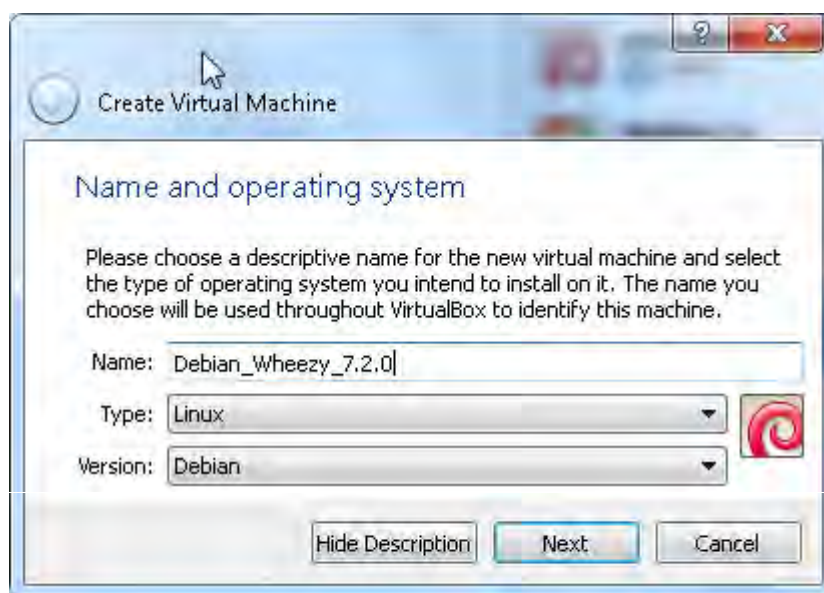 Create Virtual Machine
Name and operating system
Please choose a descriptive name for the new virtual machine and select
the type of operating system you intend to install on it. The name you
choose will be used throughout VirtualBox to identify this machine.
Name: Debian_Wheezy_7.2.0
Type: Linux
Version: Debian
Hide Description Next Cancel